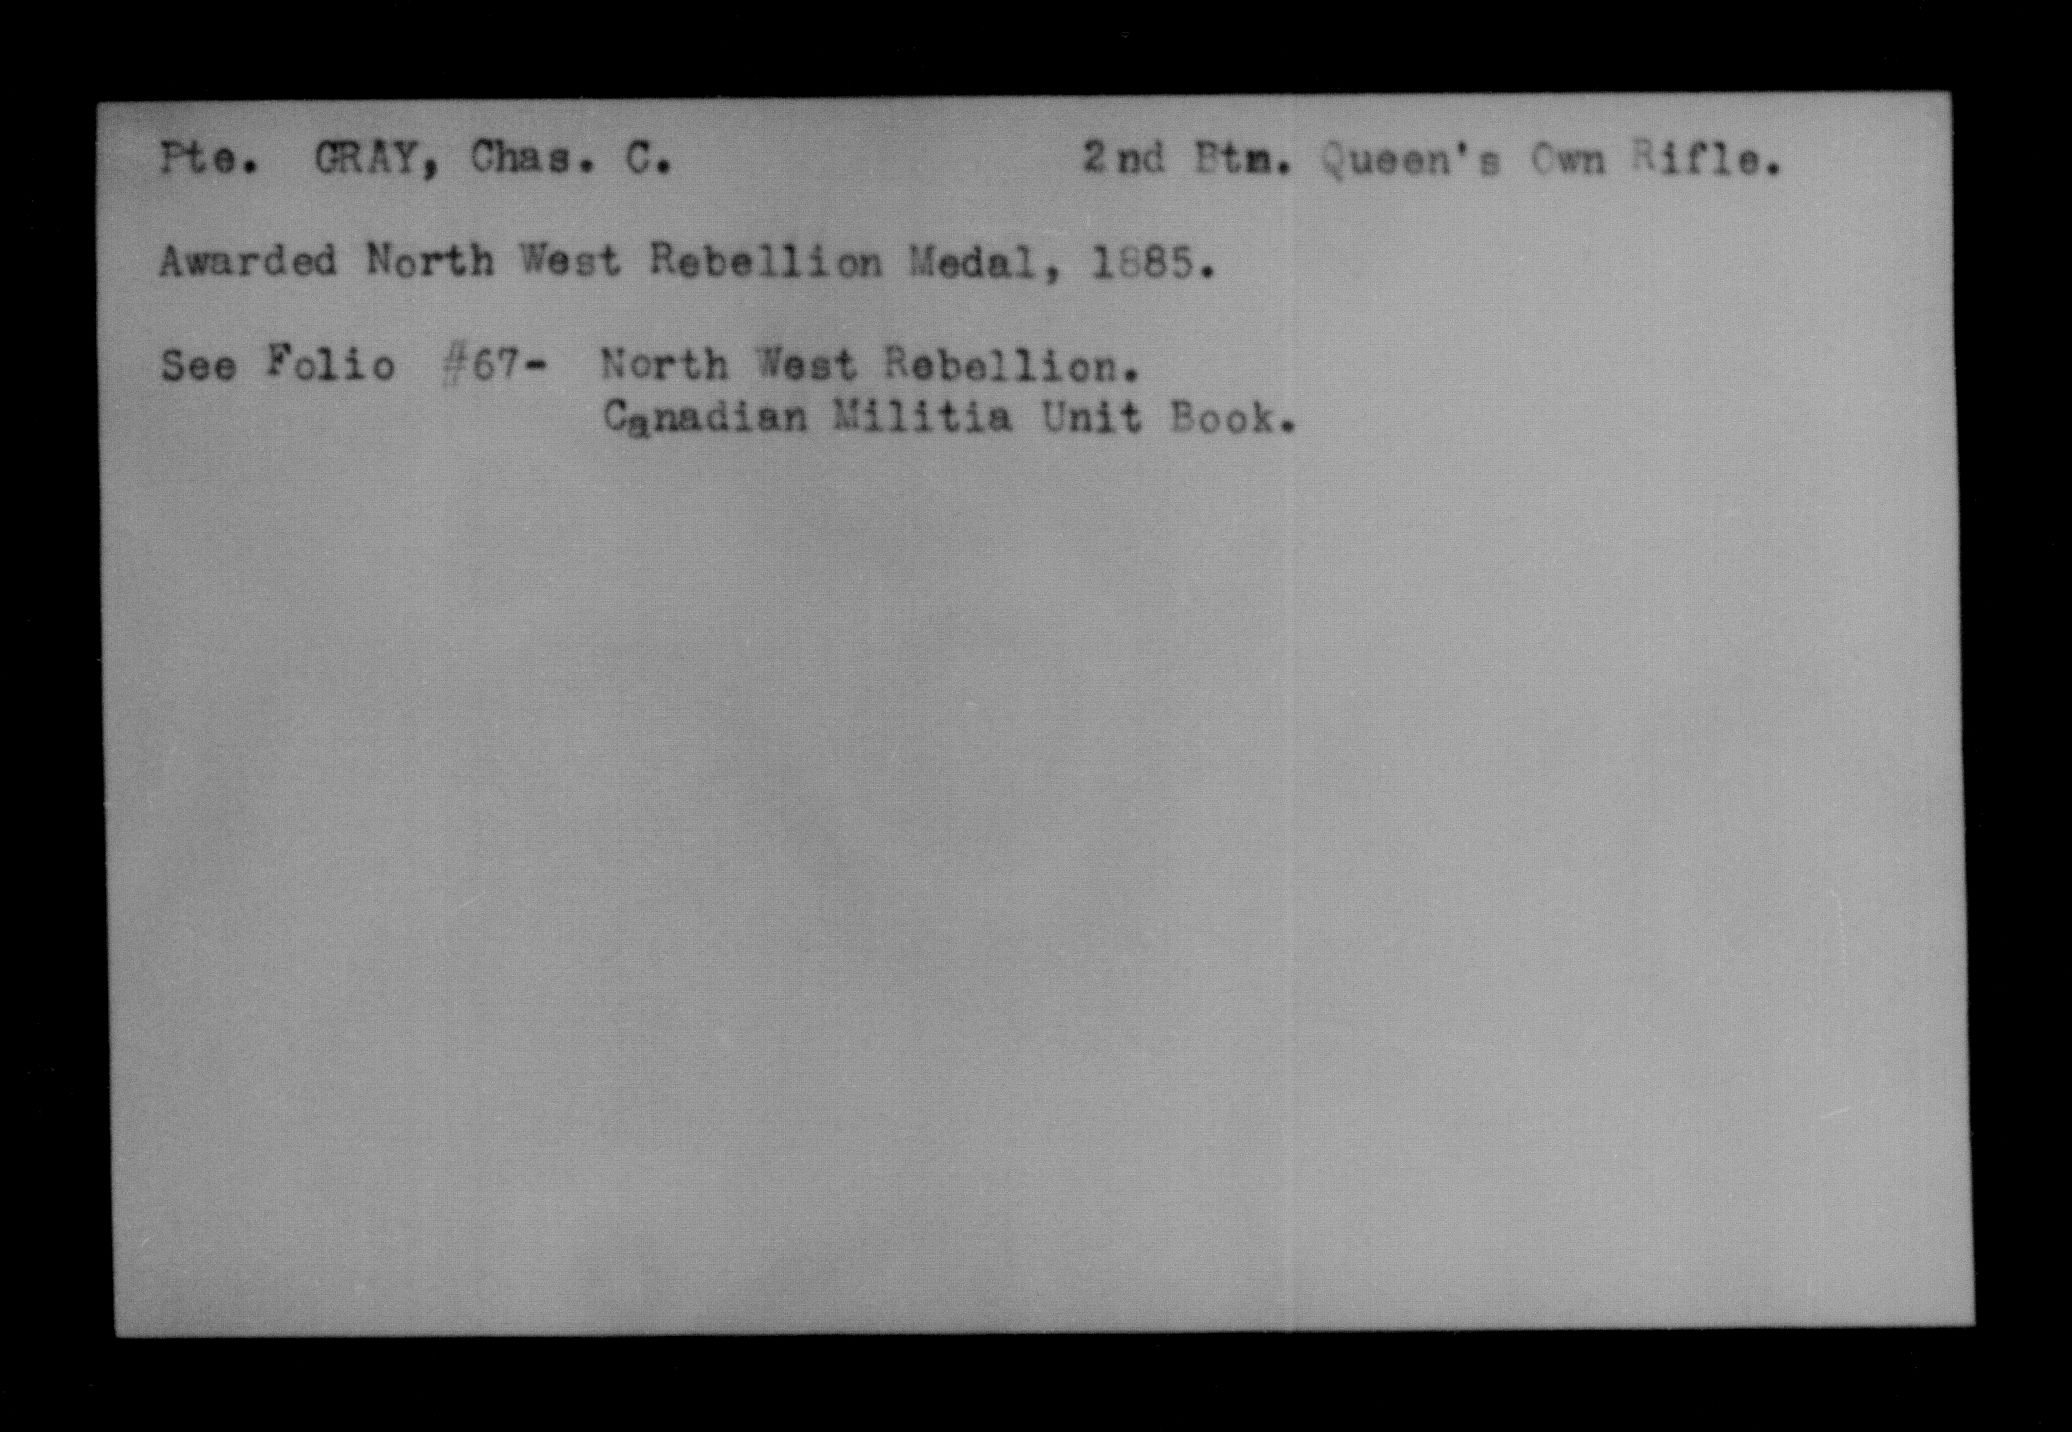 Pte. GRAY, Chas. C. 2nd Btn. Queen's Own Rifle.
Awarded North West Rebellion Medal, 1885.
See Folio #67- North West Rebellion.
Canadian Militia Unit Book.